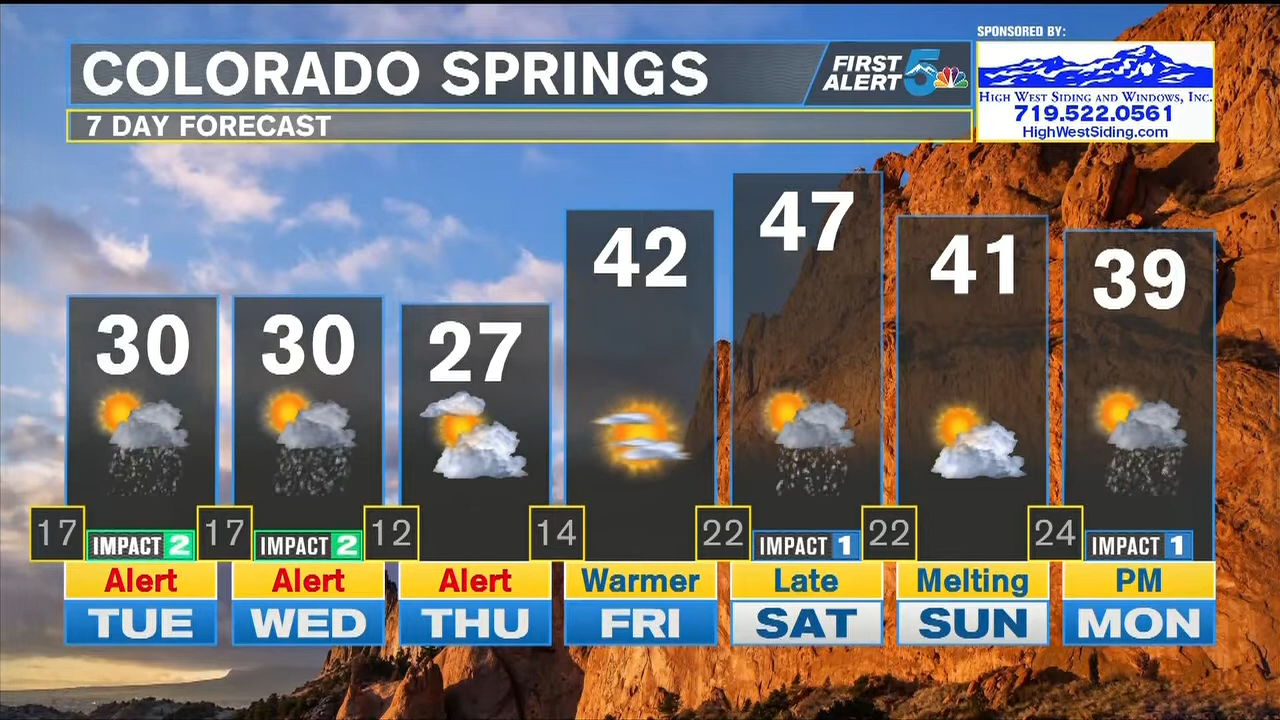 SPONSORED BY:
COLORADO SPRINGS
FIRST
ALERT 5
7 DAY FORECAST
HIGH WEST SIDING AND WINDOWS, INC.
719.522.0561
HighWestSiding.com
30 30 27 42 47 41 39
17 17 12 14 22 22 24
IMPACT 2 IMPACT 2 IMPACT 1 IMPACT 1
Alert Alert Alert Warmer Late Melting PM
TUE WED THU FRI SAT SUN MON